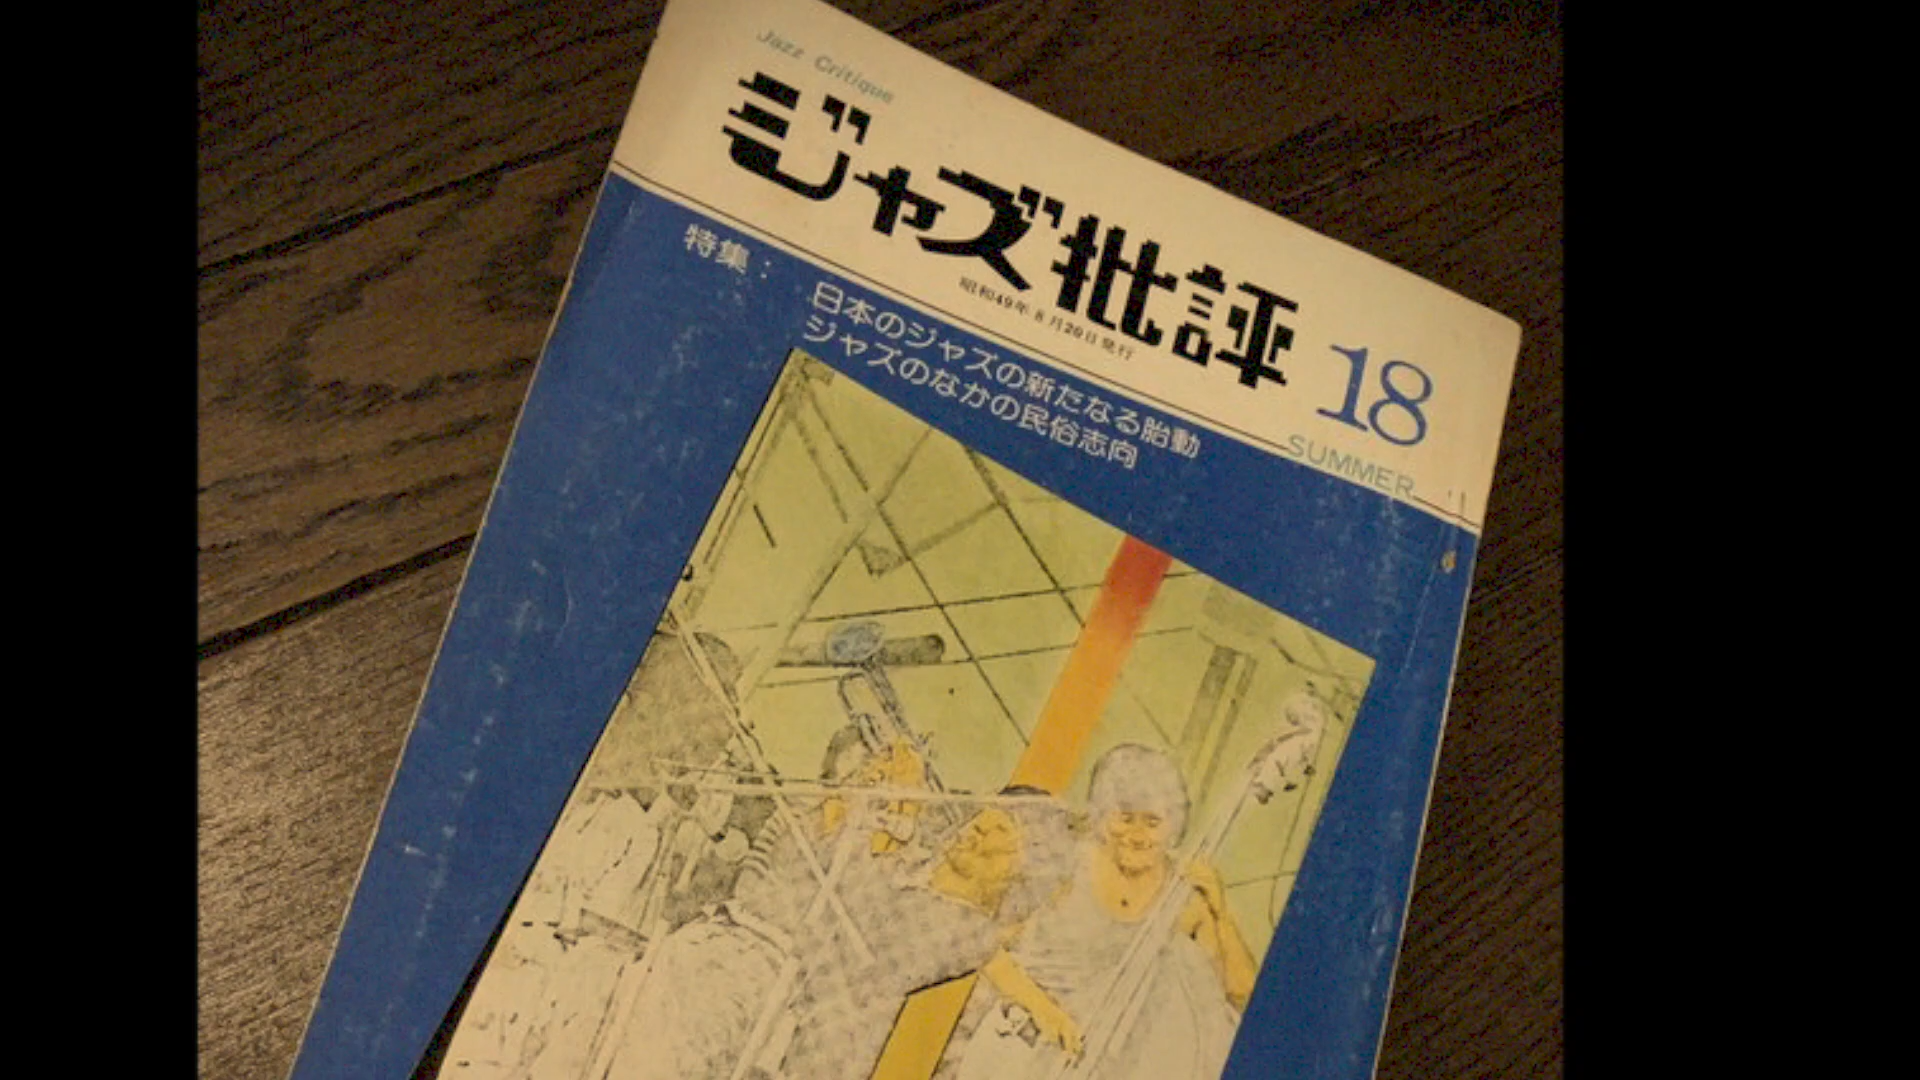 Jazz Critique
ジャズ批評
昭和49年8月20日発行
18
SUMMER
特集:
日本のジャズの新たなる胎動
ジャズのなかの民俗志向